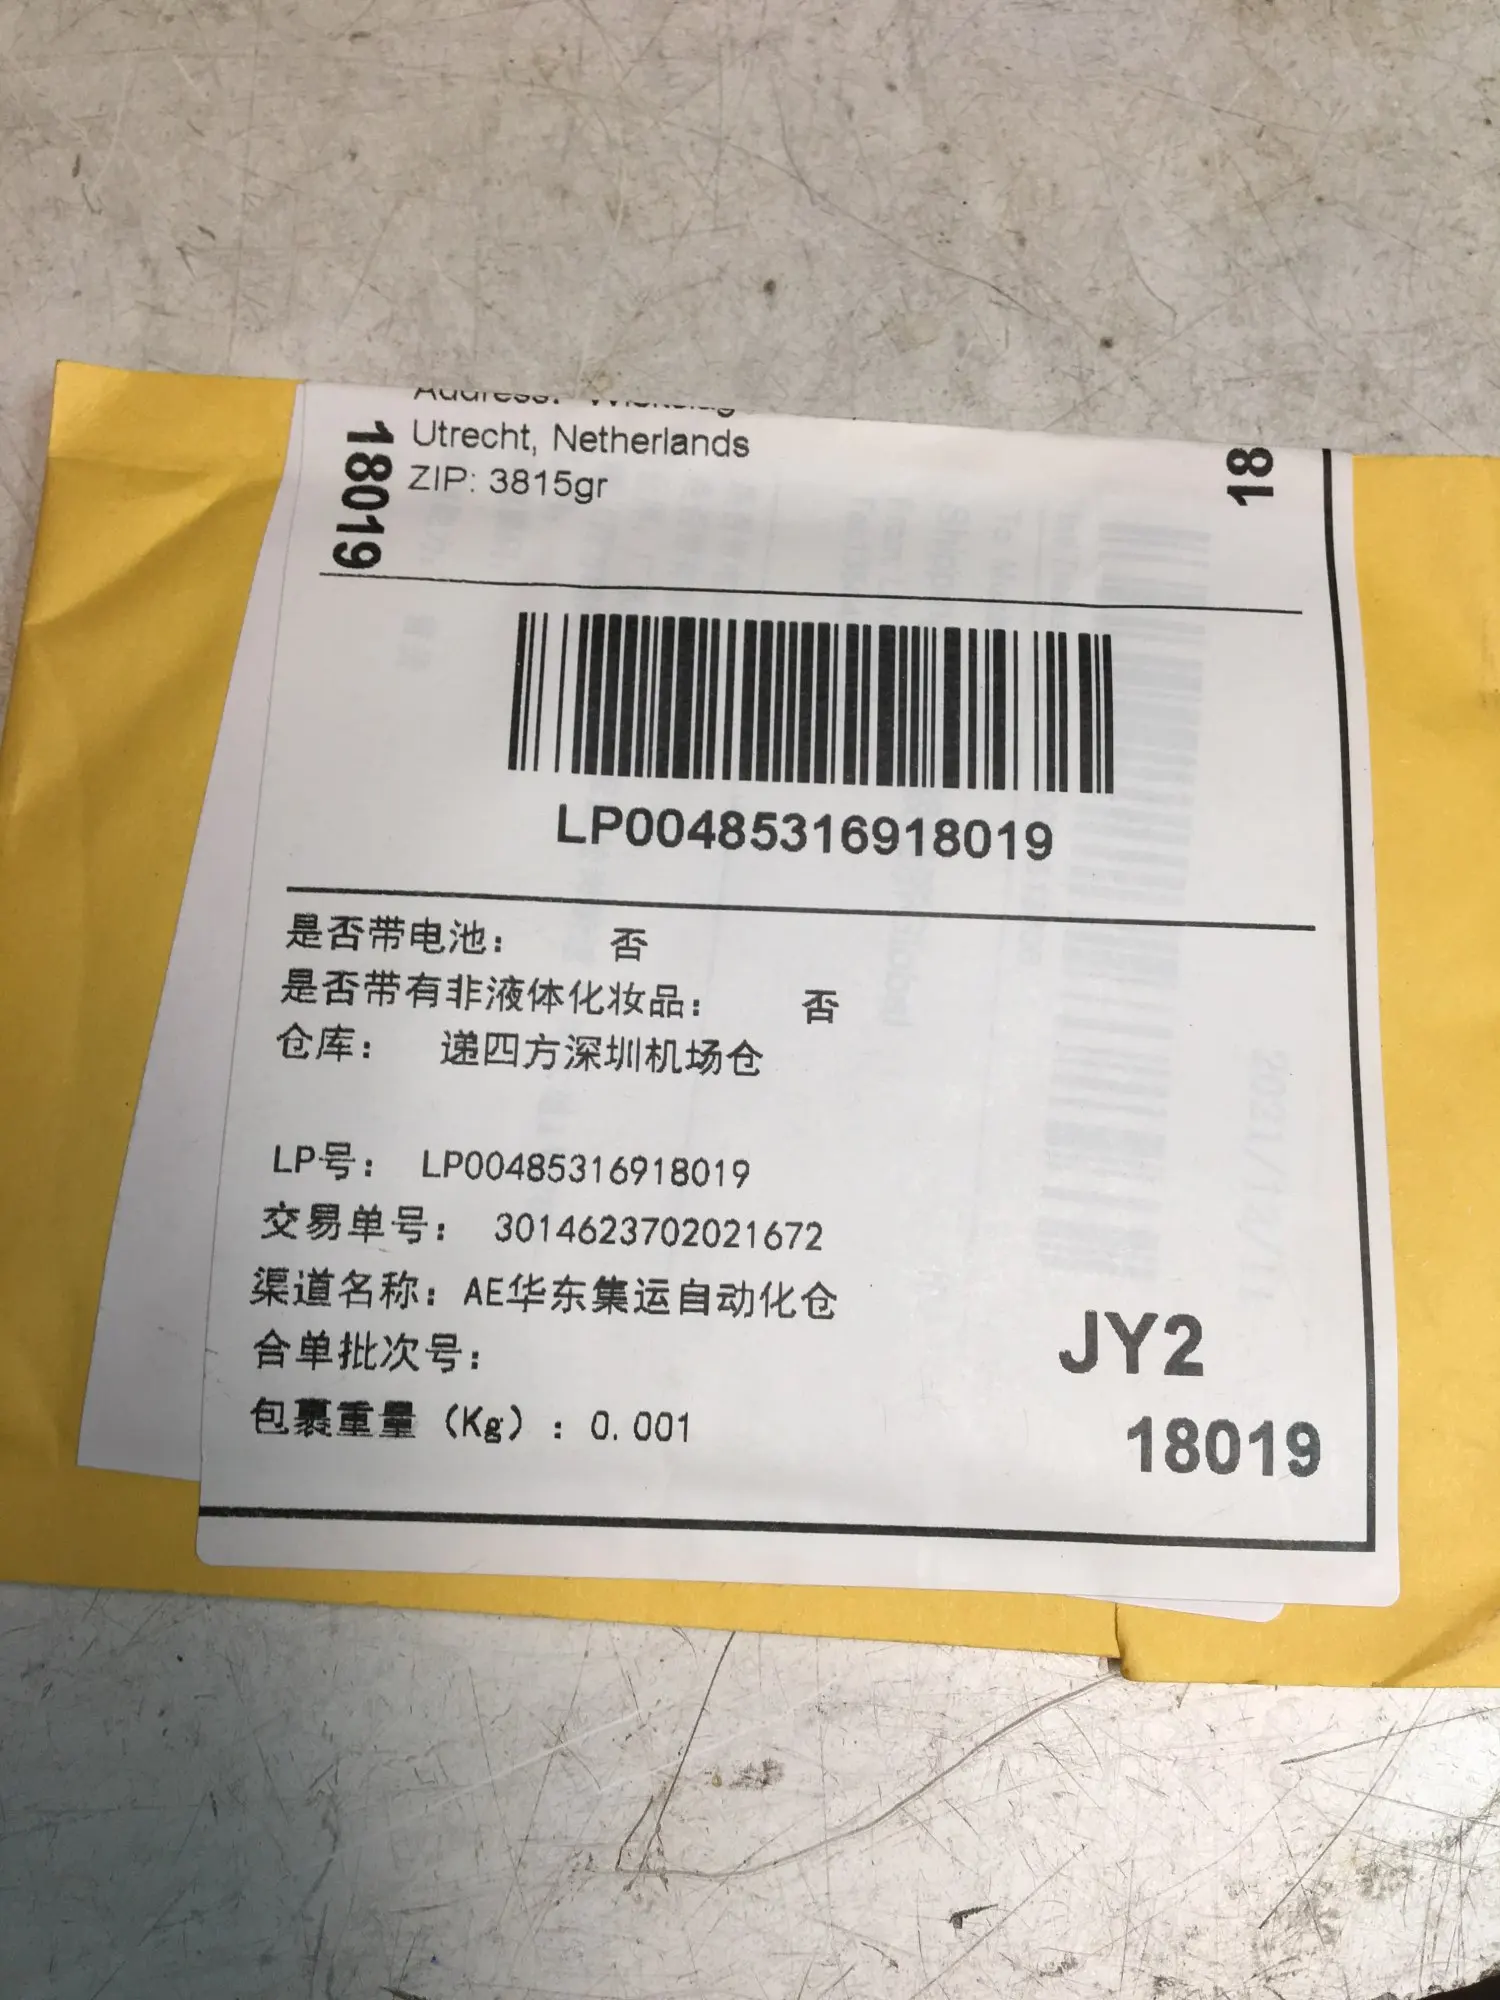 Address:
Utrecht, Netherlands
ZIP: 3815gr
18019
18
LP00485316918019
是否带电池： 否
是否带有非液体化妆品： 否
仓库： 递四方深圳机场仓
LP号： LP00485316918019
交易单号： 3014623702021672
渠道名称：AE华东集运自动化仓
合单批次号：
包裹重量（Kg）：0.001
JY2
18019